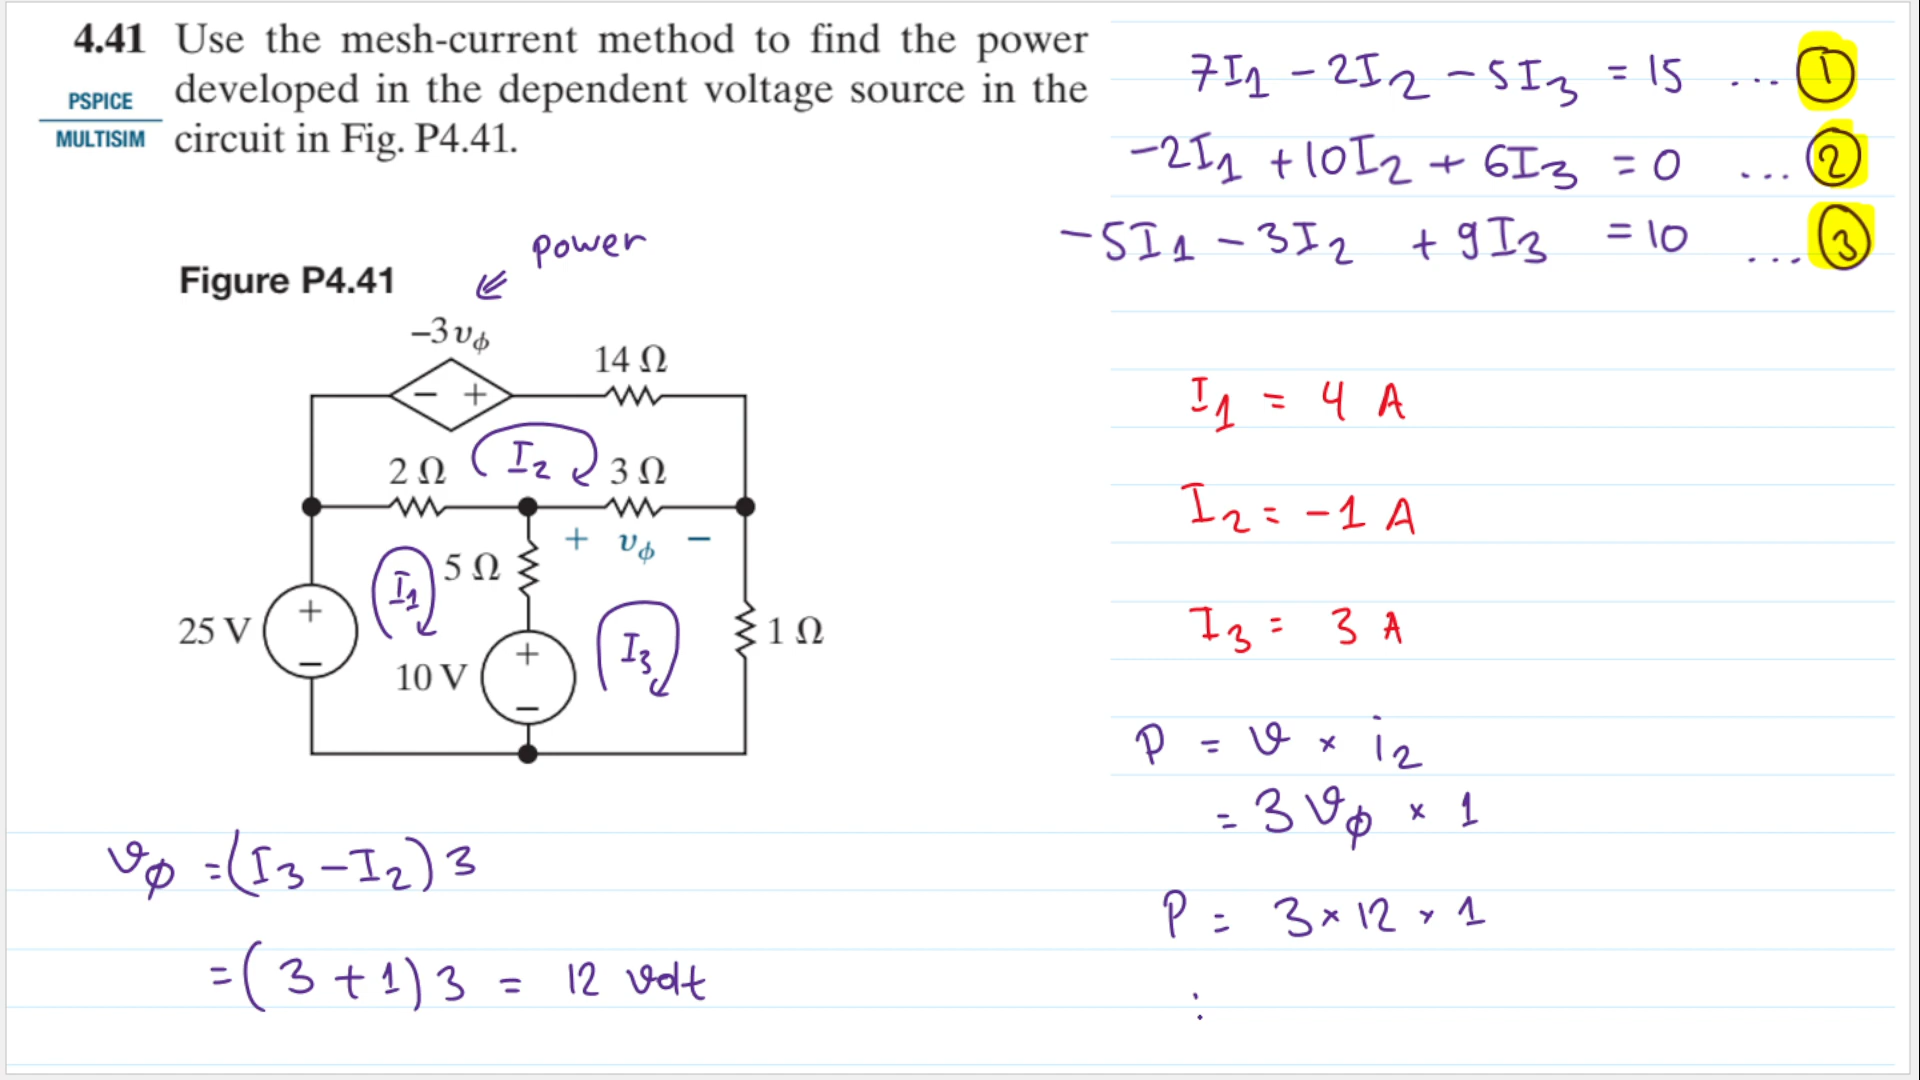 4.41 Use the mesh-current method to find the power
PSPICE developed in the dependent voltage source in the
MULTISIM circuit in Fig. P4.41.
Figure P4.41
power
−3vϕ
14 Ω
2 Ω
I2
3 Ω
+ vϕ −
5 Ω
I1
25 V
10 V
I3
1 Ω
vϕ = (I3 − I2) 3
= (3 + 1) 3 = 12 volt
7I1 − 2I2 − 5I3 = 15 ... 1
−2I1 + 10I2 + 6I3 = 0 ... 2
−5I1 − 3I2 + 9I3 = 10 ... 3
I1 = 4 A
I2 = −1 A
I3 = 3 A
P = v × i2
= 3 vϕ × 1
P = 3 × 12 × 1
: